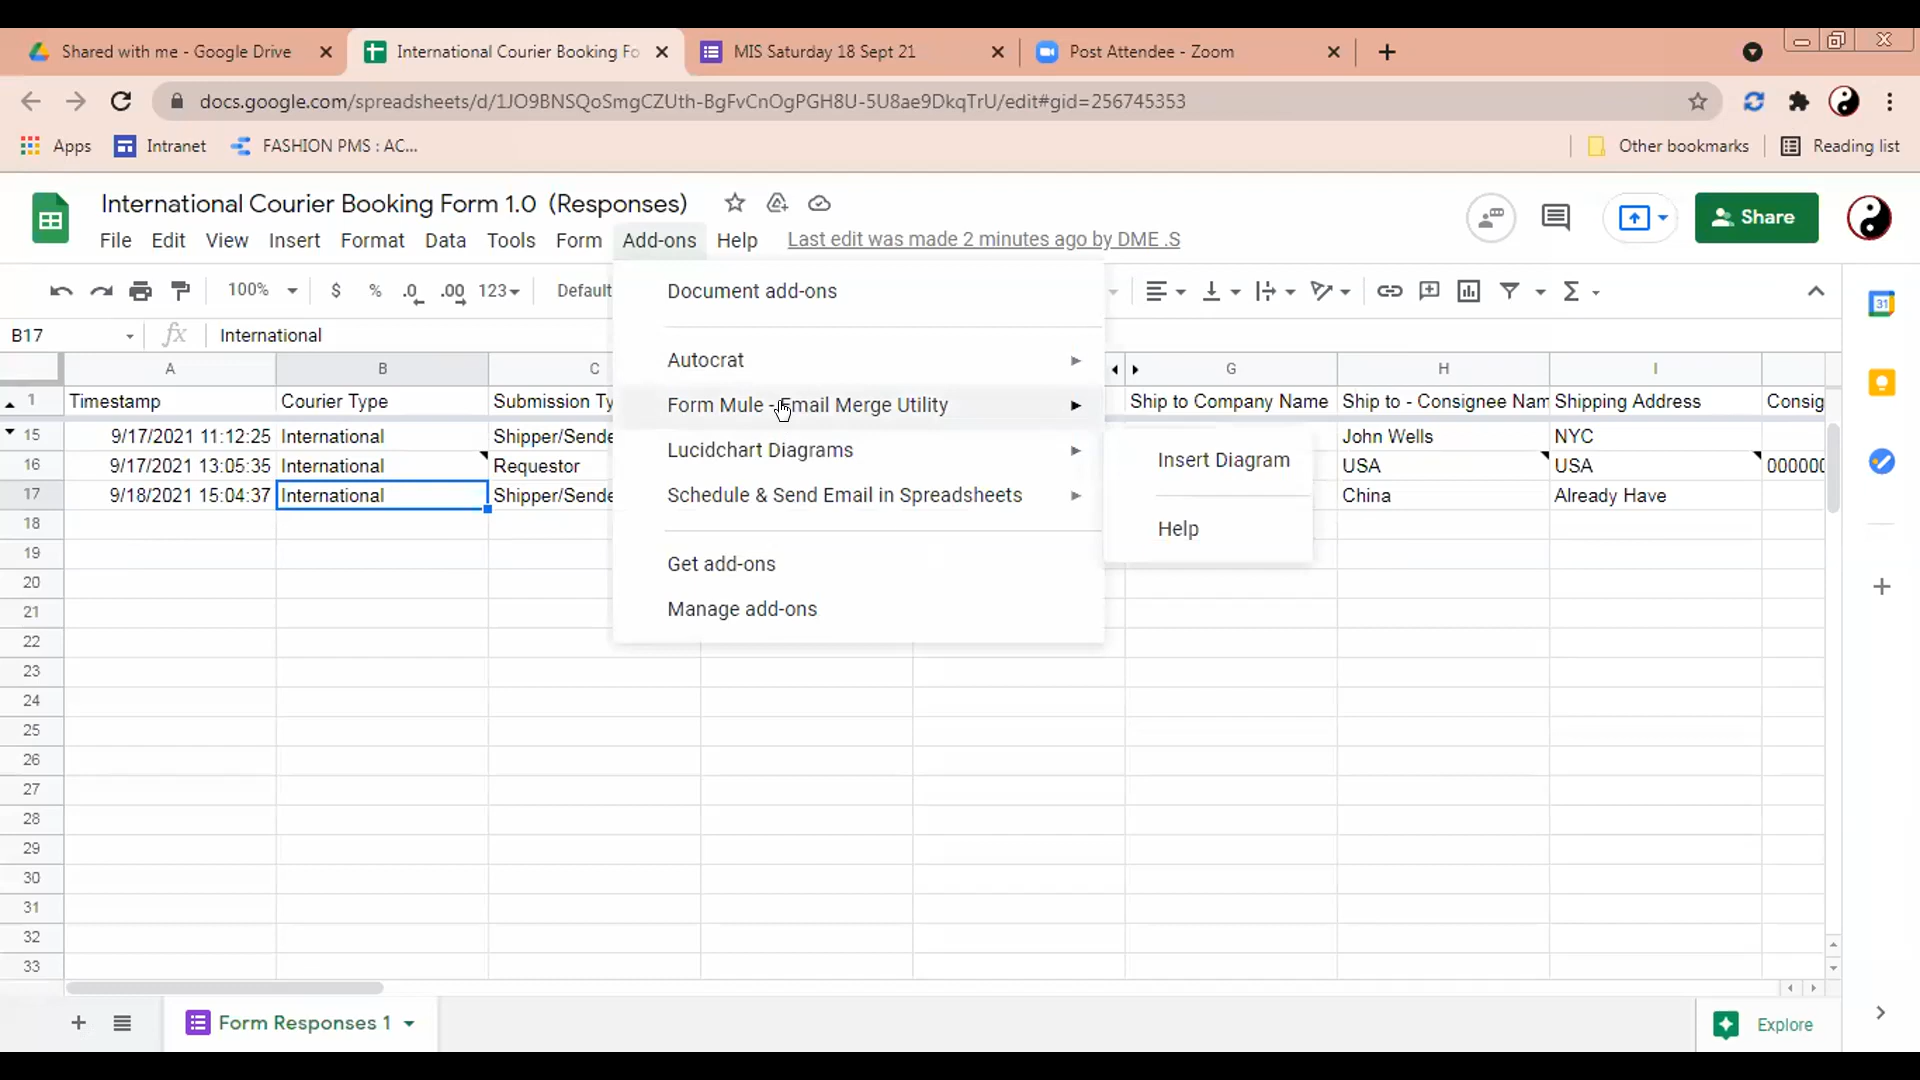 Shared with me - Google Drive
International Courier Booking Fo
MIS Saturday 18 Sept 21
Post Attendee - Zoom
docs.google.com/spreadsheets/d/1JO9BNSQoSmgCZUth-BgFvCnOgPGH8U-5U8ae9DkqTrU/edit#gid=256745353
Apps
Intranet
FASHION PMS : AC...
Other bookmarks
Reading list
International Courier Booking Form 1.0 (Responses)
Share
File Edit View Insert Format Data Tools Form Add-ons Help Last edit was made 2 minutes ago by DME .S
100% $ % .0 .00 123 Default
31
Document add-ons
Autocrat
Form Mule - Email Merge Utility
Lucidchart Diagrams
Schedule & Send Email in Spreadsheets
Get add-ons
Manage add-ons
Insert Diagram
Help
B17 fx International
A B C G H I
1 Timestamp Courier Type Submission Ty Ship to Company Name Ship to - Consignee Nam Shipping Address Consig
15 9/17/2021 11:12:25 International Shipper/Sende John Wells NYC
16 9/17/2021 13:05:35 International Requestor USA USA 000000
17 9/18/2021 15:04:37 International Shipper/Sende China Already Have
18
19
20
21
22
23
24
25
26
27
28
29
30
31
32
33
Form Responses 1
Explore